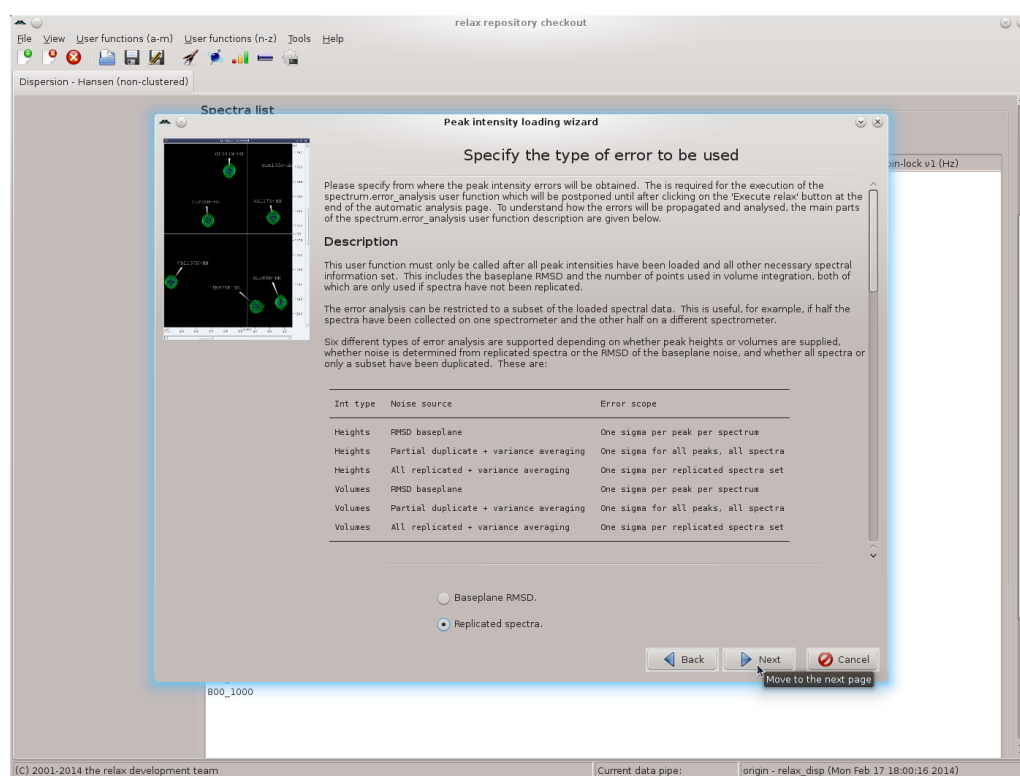 relax repository checkout
File View User functions (a-m) User functions (n-z) Tools Help
Dispersion - Hansen (non-clustered)
Spectra list
Peak intensity loading wizard
Specify the type of error to be used
pin-lock ν1 (Hz)
Please specify from where the peak intensity errors will be obtained. The is required for the execution of the
spectrum.error_analysis user function which will be postponed until after clicking on the 'Execute relax' button at the
end of the automatic analysis page. To understand how the errors will be propagated and analysed, the main parts
of the spectrum.error_analysis user function description are given below.
Description
This user function must only be called after all peak intensities have been loaded and all other necessary spectral
information set. This includes the baseplane RMSD and the number of points used in volume integration, both of
which are only used if spectra have not been replicated.
The error analysis can be restricted to a subset of the loaded spectral data. This is useful, for example, if half the
spectra have been collected on one spectrometer and the other half on a different spectrometer.
Six different types of error analysis are supported depending on whether peak heights or volumes are supplied,
whether noise is determined from replicated spectra or the RMSD of the baseplane noise, and whether all spectra or
only a subset have been duplicated. These are:
Int type Noise source Error scope
Heights RMSD baseplane One sigma per peak per spectrum
Heights Partial duplicate + variance averaging One sigma for all peaks, all spectra
Heights All replicated + variance averaging One sigma per replicated spectra set
Volumes RMSD baseplane One sigma per peak per spectrum
Volumes Partial duplicate + variance averaging One sigma for all peaks, all spectra
Volumes All replicated + variance averaging One sigma per replicated spectra set
Baseplane RMSD.
Replicated spectra.
Back Next Cancel
Move to the next page
800_1000
(C) 2001-2014 the relax development team Current data pipe: origin - relax_disp (Mon Feb 17 18:00:16 2014)